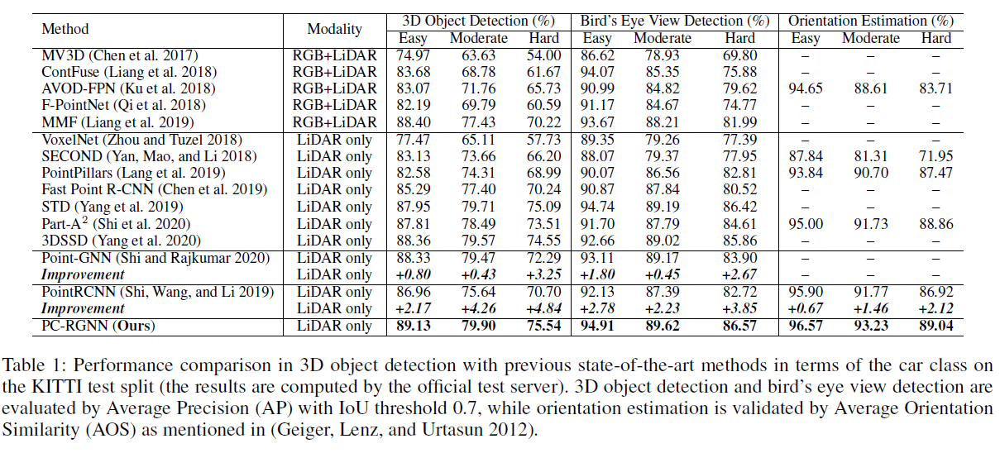 Method Modality 3D Object Detection (%) Bird's Eye View Detection (%) Orientation Estimation (%)
Easy Moderate Hard Easy Moderate Hard Easy Moderate Hard
MV3D (Chen et al. 2017) RGB+LiDAR 74.97 63.63 54.00 86.62 78.93 69.80 – – –
ContFuse (Liang et al. 2018) RGB+LiDAR 83.68 68.78 61.67 94.07 85.35 75.88 – – –
AVOD-FPN (Ku et al. 2018) RGB+LiDAR 83.07 71.76 65.73 90.99 84.82 79.62 94.65 88.61 83.71
F-PointNet (Qi et al. 2018) RGB+LiDAR 82.19 69.79 60.59 91.17 84.67 74.77 – – –
MMF (Liang et al. 2019) RGB+LiDAR 88.40 77.43 70.22 93.67 88.21 81.99 – – –
VoxelNet (Zhou and Tuzel 2018) LiDAR only 77.47 65.11 57.73 89.35 79.26 77.39 – – –
SECOND (Yan, Mao, and Li 2018) LiDAR only 83.13 73.66 66.20 88.07 79.37 77.95 87.84 81.31 71.95
PointPillars (Lang et al. 2019) LiDAR only 82.58 74.31 68.99 90.07 86.56 82.81 93.84 90.70 87.47
Fast Point R-CNN (Chen et al. 2019) LiDAR only 85.29 77.40 70.24 90.87 87.84 80.52 – – –
STD (Yang et al. 2019) LiDAR only 87.95 79.71 75.09 94.74 89.19 86.42 – – –
Part-A² (Shi et al. 2020) LiDAR only 87.81 78.49 73.51 91.70 87.79 84.61 95.00 91.73 88.86
3DSSD (Yang et al. 2020) LiDAR only 88.36 79.57 74.55 92.66 89.02 85.86 – – –
Point-GNN (Shi and Rajkumar 2020) LiDAR only 88.33 79.47 72.29 93.11 89.17 83.90 – – –
Improvement LiDAR only +0.80 +0.43 +3.25 +1.80 +0.45 +2.67 – – –
PointRCNN (Shi, Wang, and Li 2019) LiDAR only 86.96 75.64 70.70 92.13 87.39 82.72 95.90 91.77 86.92
Improvement LiDAR only +2.17 +4.26 +4.84 +2.78 +2.23 +3.85 +0.67 +1.46 +2.12
PC-RGNN (Ours) LiDAR only 89.13 79.90 75.54 94.91 89.62 86.57 96.57 93.23 89.04
Table 1: Performance comparison in 3D object detection with previous state-of-the-art methods in terms of the car class on
the KITTI test split (the results are computed by the official test server). 3D object detection and bird's eye view detection are
evaluated by Average Precision (AP) with IoU threshold 0.7, while orientation estimation is validated by Average Orientation
Similarity (AOS) as mentioned in (Geiger, Lenz, and Urtasun 2012).